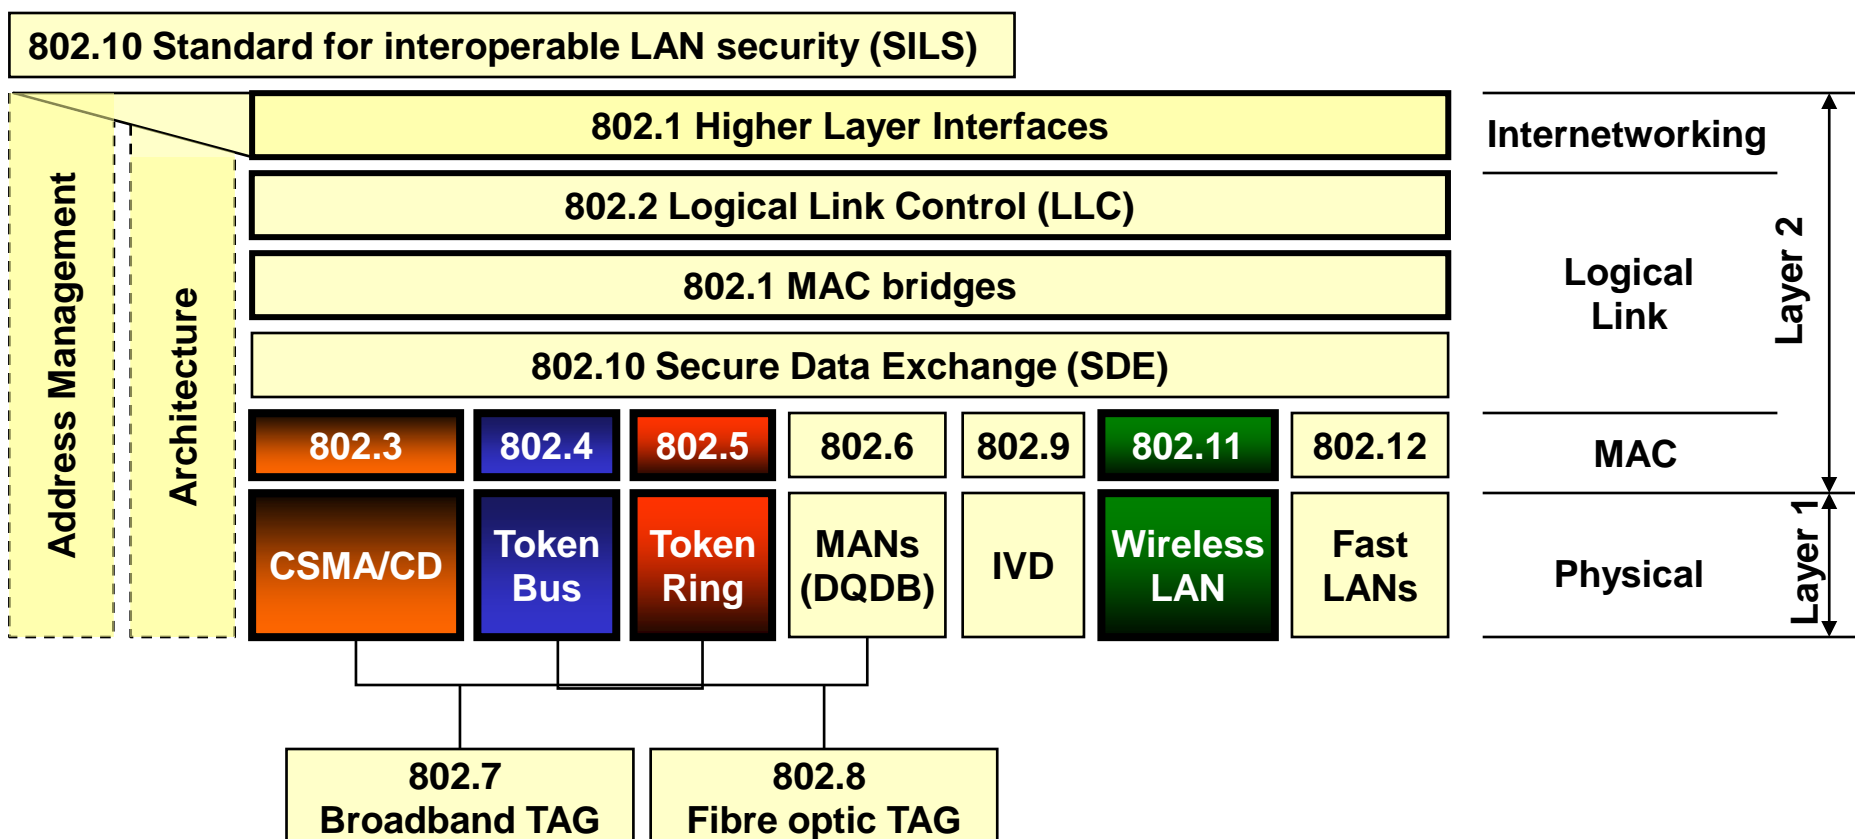 802.10 Standard for interoperable LAN security (SILS)
Address Management
Architecture
802.1 Higher Layer Interfaces
Internetworking
802.2 Logical Link Control (LLC)
802.1 MAC bridges
Logical
Link
Layer 2
802.10 Secure Data Exchange (SDE)
802.3
802.4
802.5
802.6
802.9
802.11
802.12
MAC
CSMA/CD
Token
Bus
Token
Ring
MANs
(DQDB)
IVD
Wireless
LAN
Fast
LANs
Physical
Layer 1
802.7
Broadband TAG
802.8
Fibre optic TAG